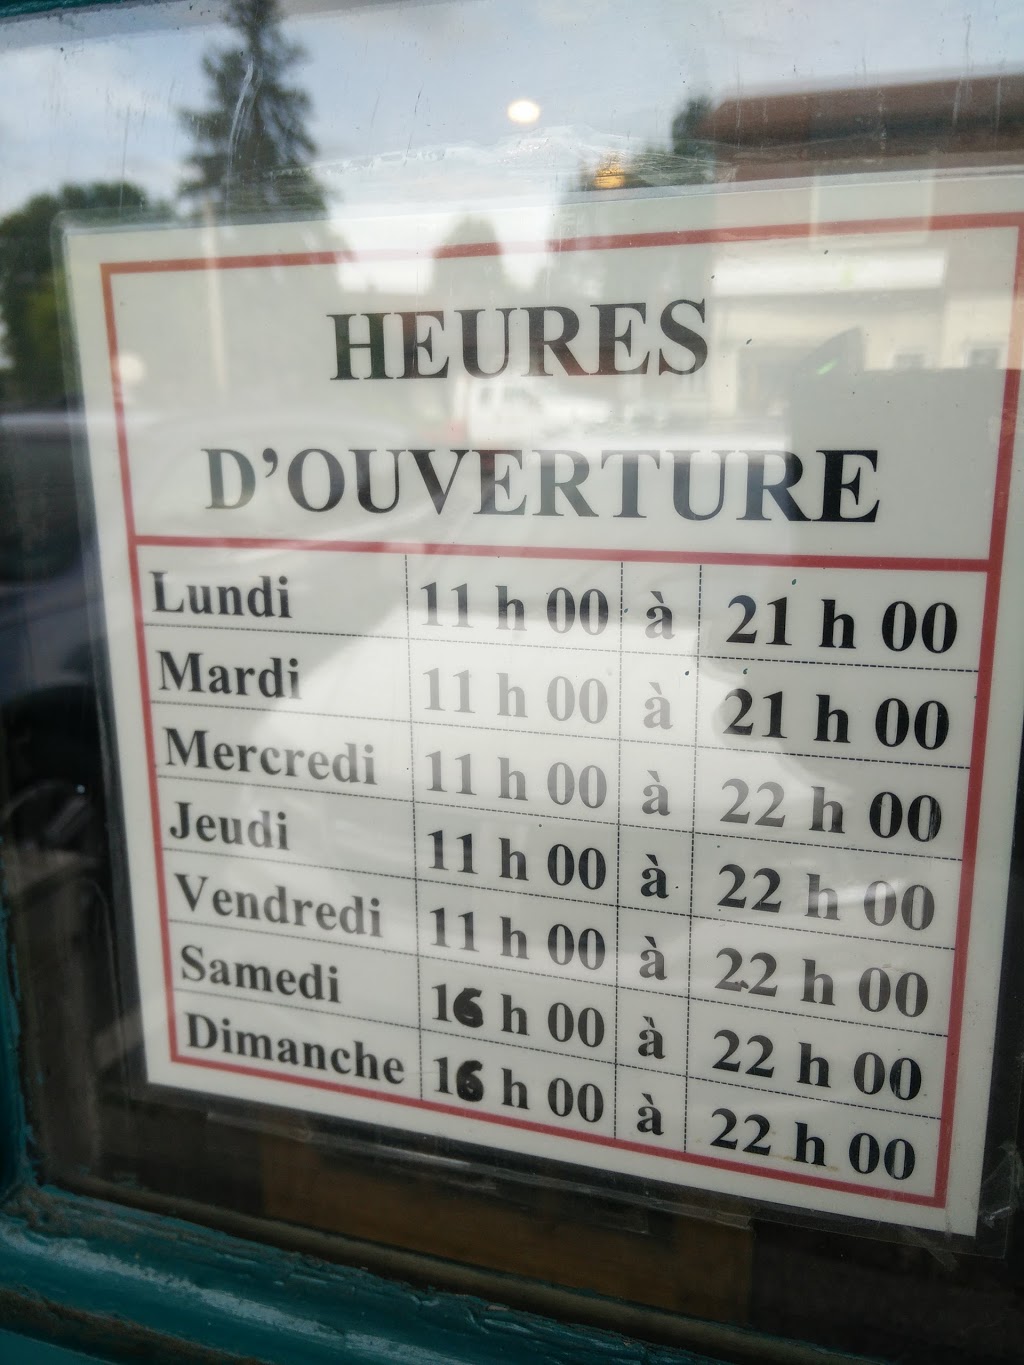 HEURES
D'OUVERTURE
Lundi 11 h 00 à 21 h 00
Mardi 11 h 00 à 21 h 00
Mercredi 11 h 00 à 22 h 00
Jeudi 11 h 00 à 22 h 00
Vendredi 11 h 00 à 22 h 00
Samedi 16 h 00 à 22 h 00
Dimanche 16 h 00 à 22 h 00